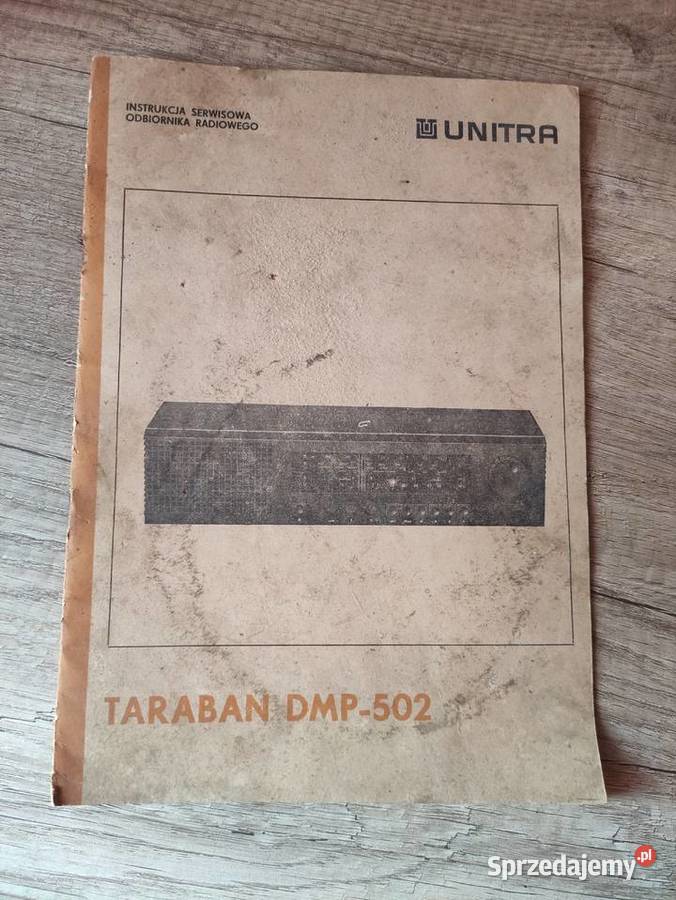 INSTRUKCJA SERWISOWA
ODBIORNIKA RADIOWEGO
UNITRA
TARABAN DMP-502
Sprzedajemy.pl